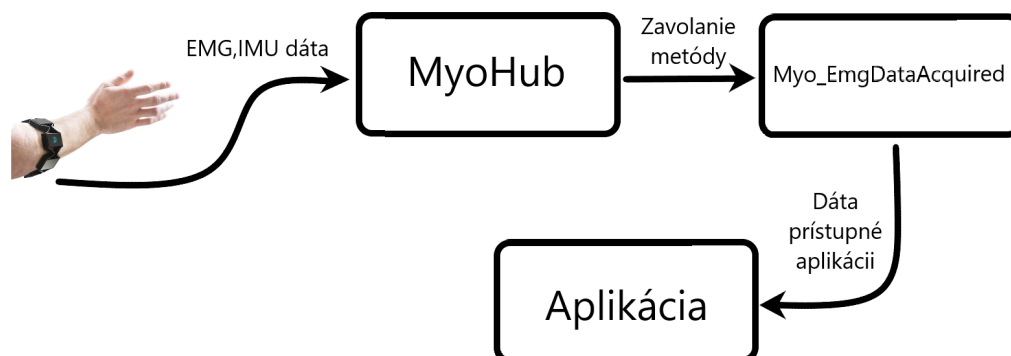 EMG,IMU dáta
MyoHub
Zavolanie
metódy
Myo_EmgDataAcquired
Dáta
prístupné
aplikácii
Aplikácia